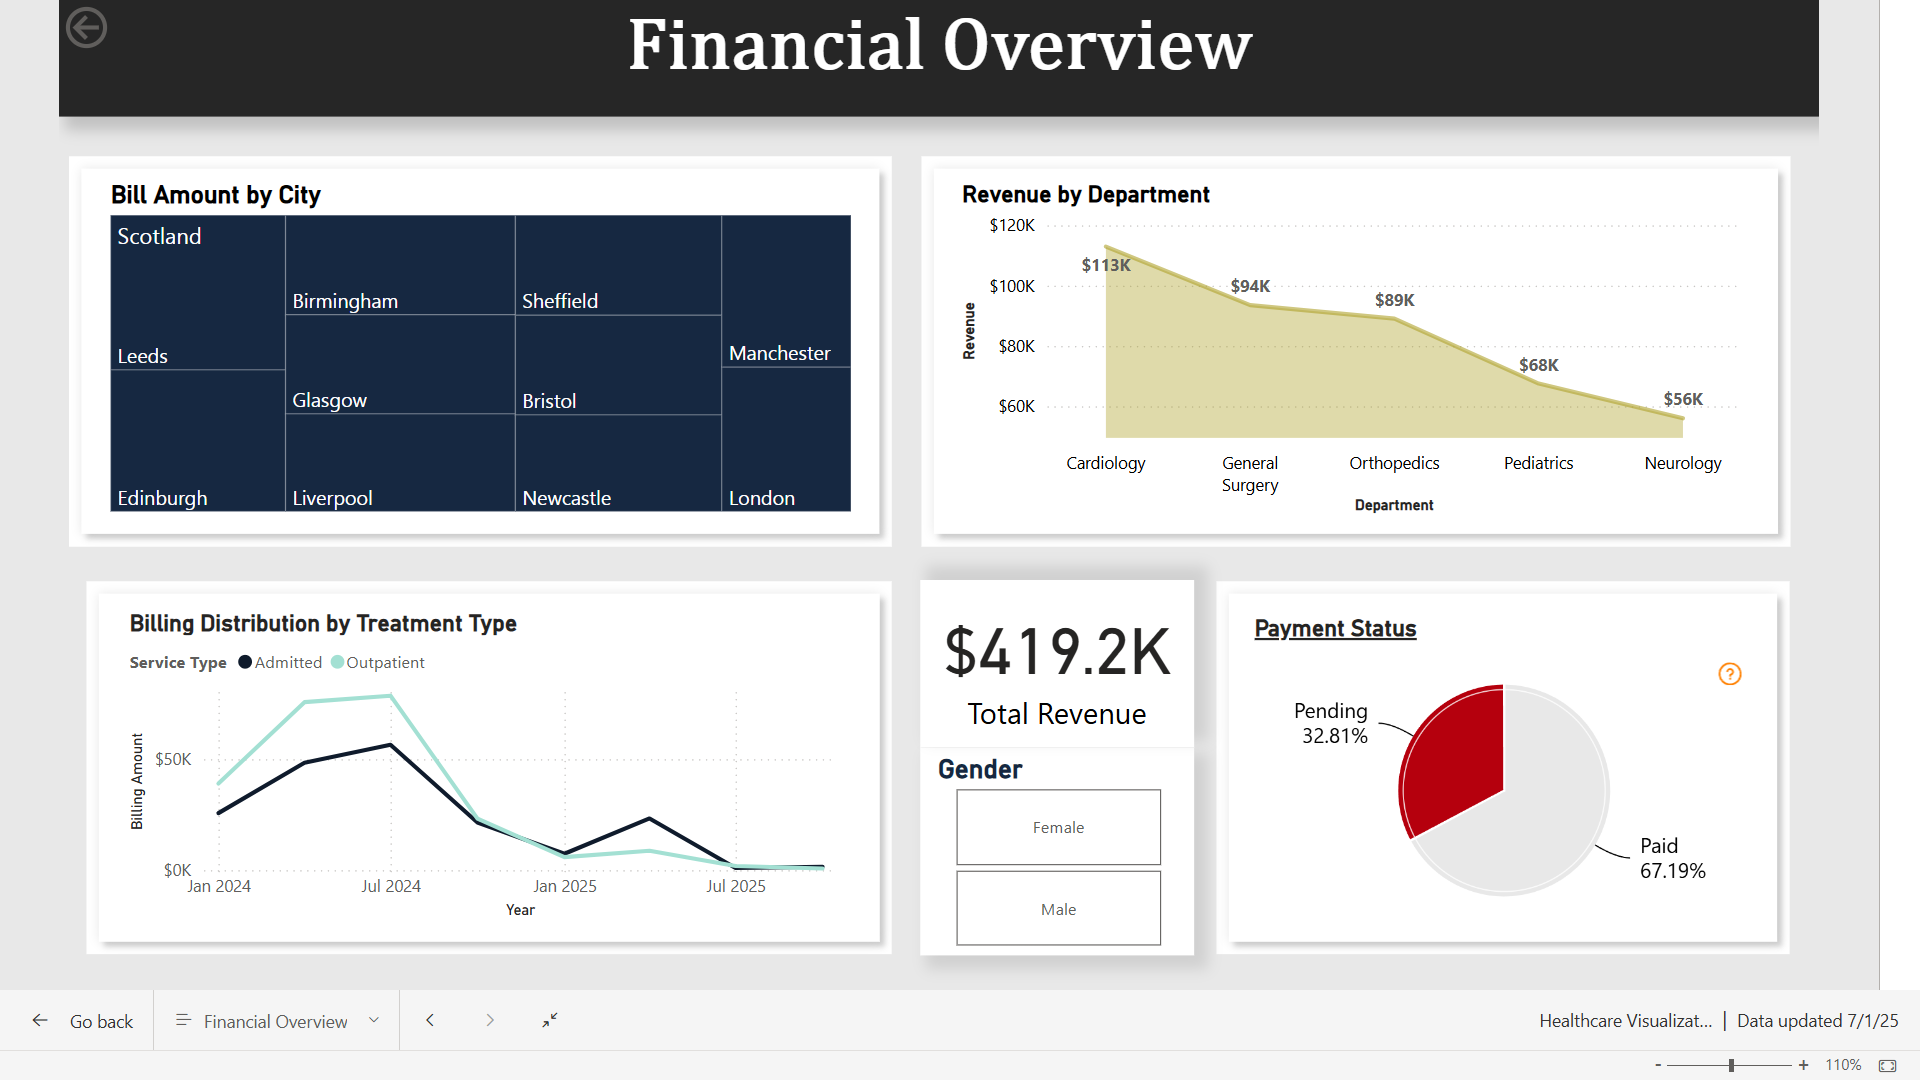 Financial Overview
Bill Amount by City
Scotland
Leeds
Edinburgh
Birmingham
Glasgow
Liverpool
Sheffield
Bristol
Newcastle
Manchester
London
Revenue by Department
Revenue
$120K
$100K
$80K
$60K
$113K
$94K
$89K
$68K
$56K
Cardiology
General
Surgery
Orthopedics
Pediatrics
Neurology
Department
Billing Distribution by Treatment Type
Service Type Admitted Outpatient
Billing Amount
$50K
$0K
Jan 2024
Jul 2024
Jan 2025
Jul 2025
Year
$419.2K
Total Revenue
Gender
Female
Male
Payment Status
?
Pending
32.81%
Paid
67.19%
Go back
Financial Overview
Healthcare Visualizat... | Data updated 7/1/25
- + 110%